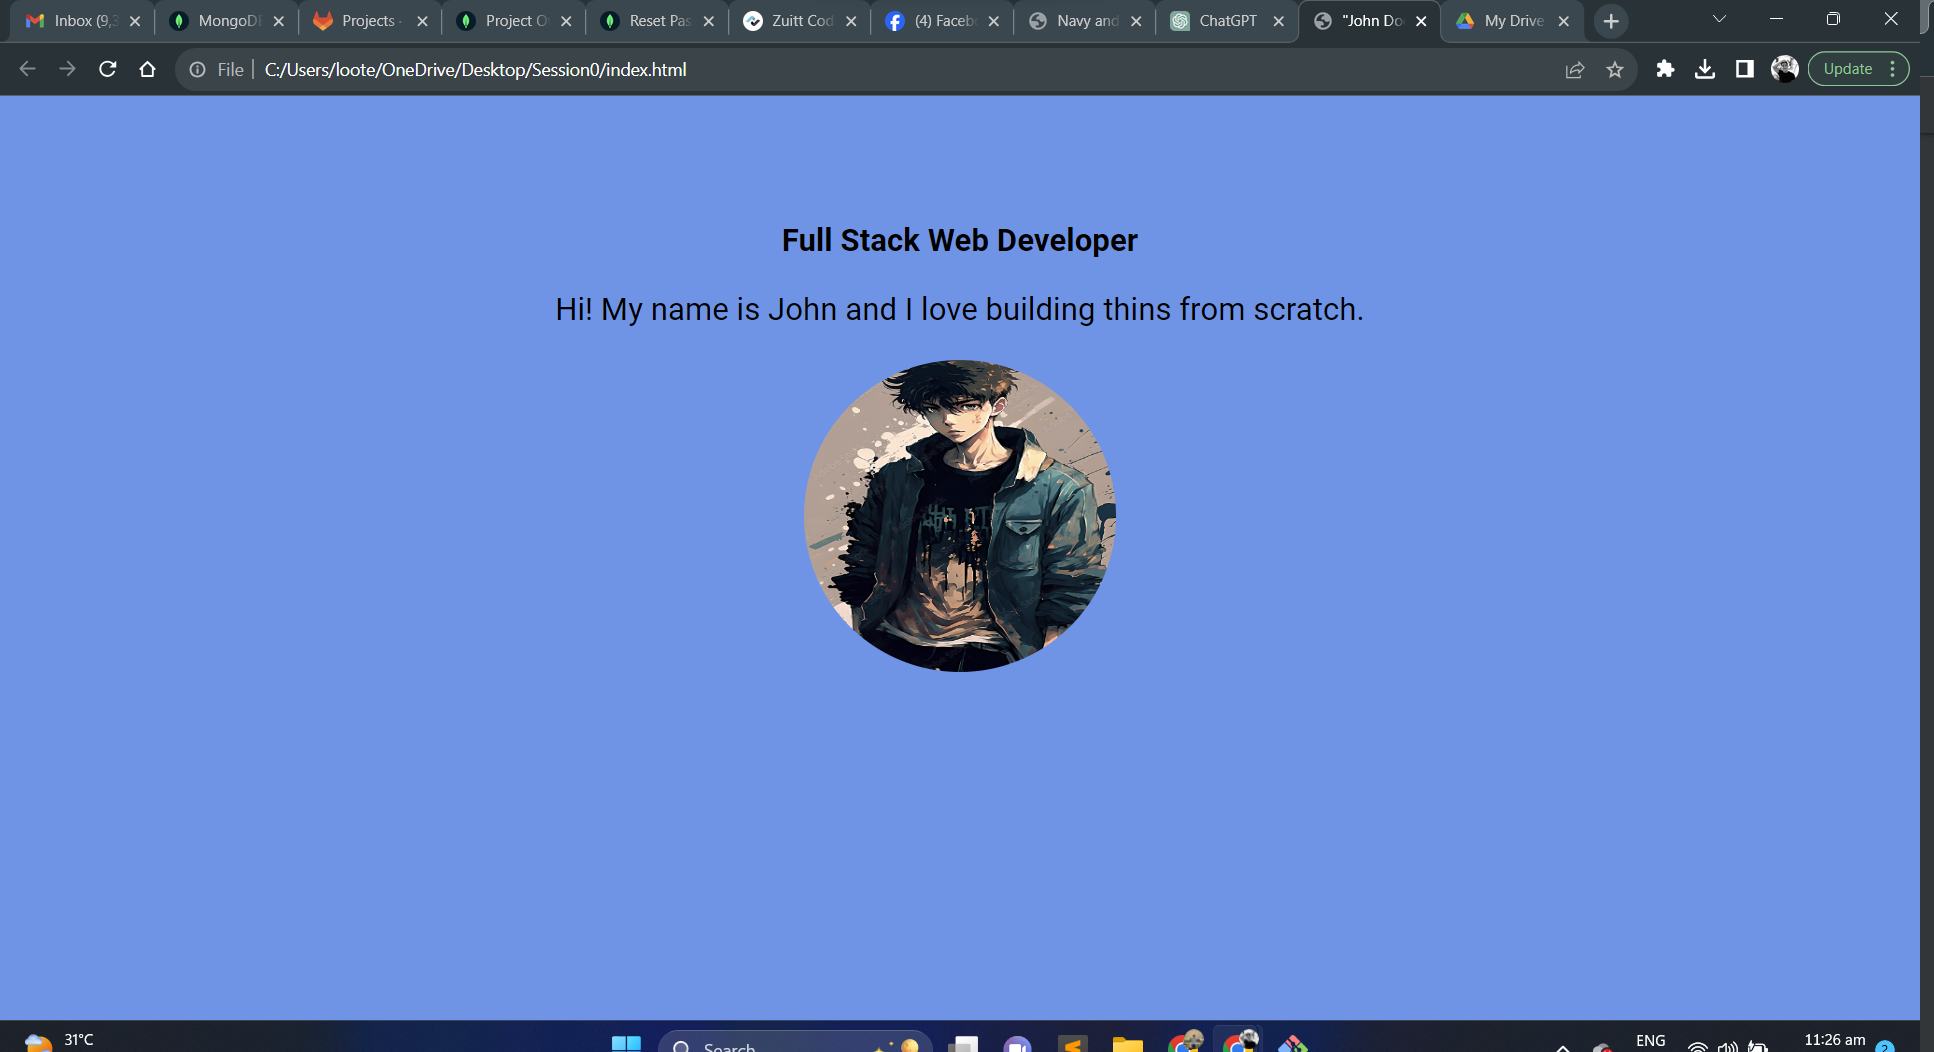 Inbox (9,3
MongoDB
Projects -
Project O
Reset Pas
Zuitt Cod
(4) Faceb
Navy and
ChatGPT
"John Do
My Drive
File
C:/Users/loote/OneDrive/Desktop/Session0/index.html
Update
Full Stack Web Developer
Hi! My name is John and I love building thins from scratch.
31°C
Search
ENG
11:26 am
2